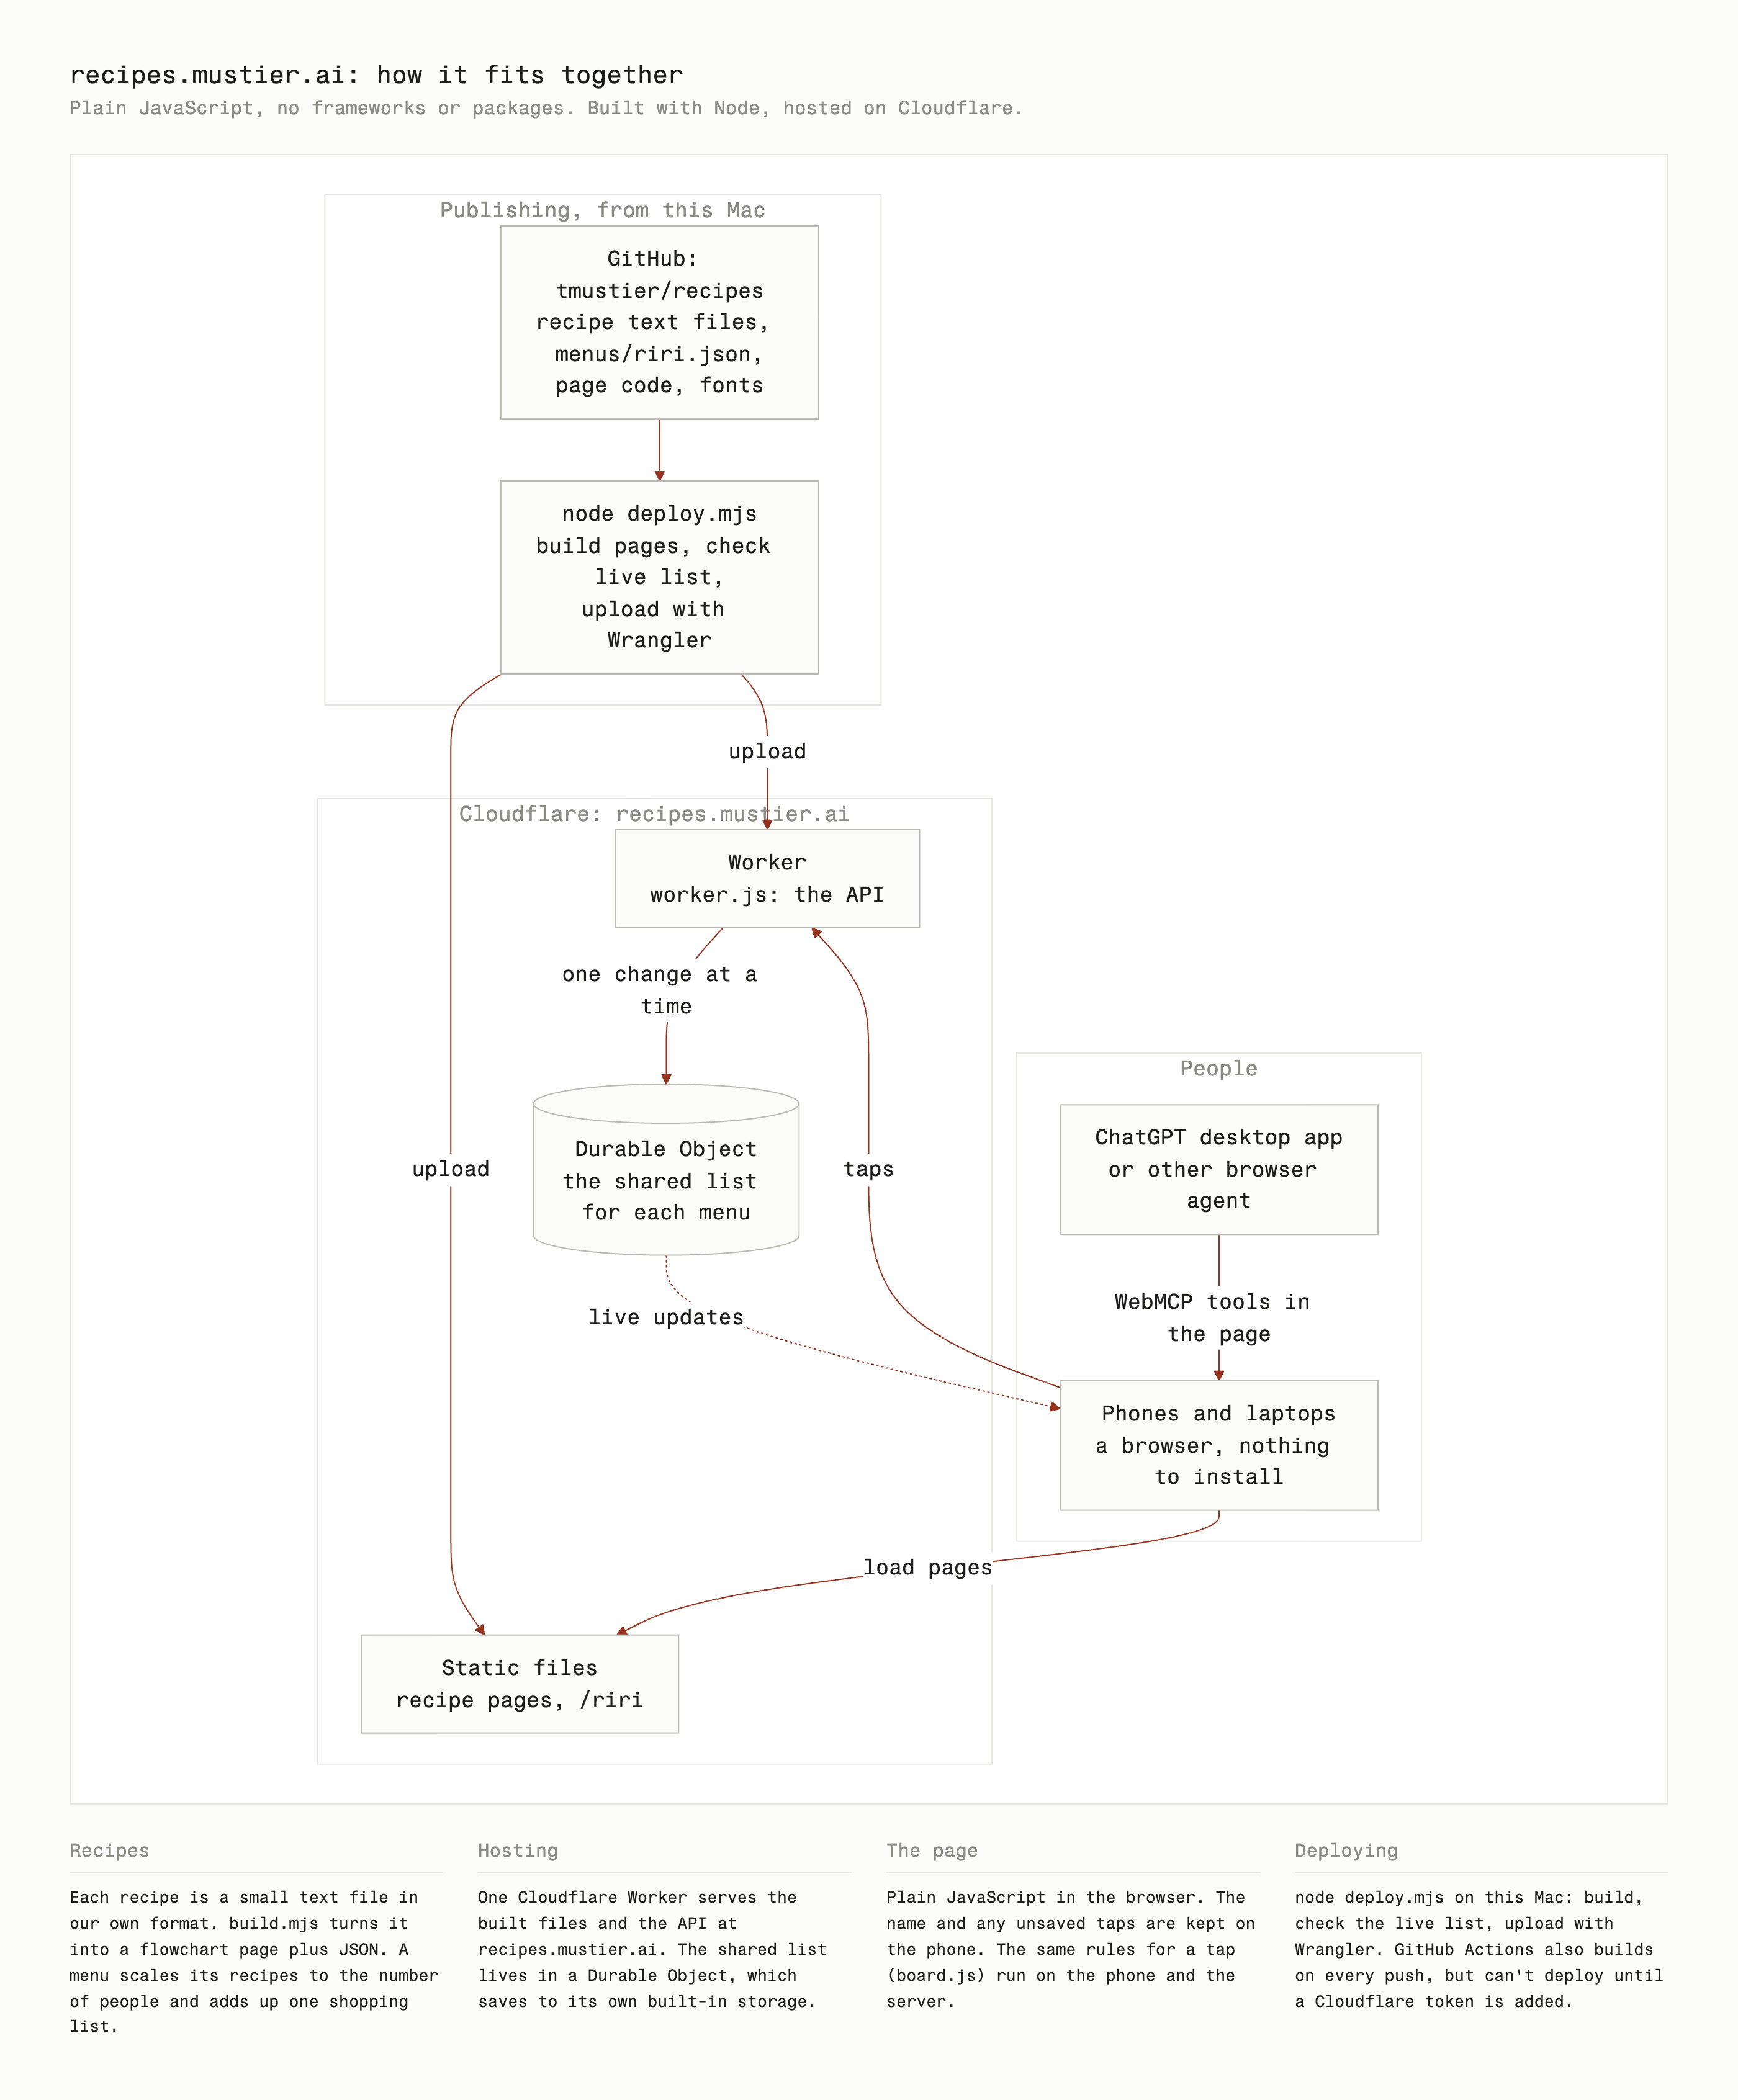 recipes.mustier.ai: how it fits together
Plain JavaScript, no frameworks or packages. Built with Node, hosted on Cloudflare.
Publishing, from this Mac
GitHub:
tmustier/recipes
recipe text files,
menus/riri.json,
page code, fonts
node deploy.mjs
build pages, check
live list,
upload with
Wrangler
upload
Cloudflare: recipes.mustier.ai
Worker
worker.js: the API
one change at a
time
People
ChatGPT desktop app
or other browser
agent
Durable Object
the shared list
for each menu
upload
taps
WebMCP tools in
the page
live updates
Phones and laptops
a browser, nothing
to install
load pages
Static files
recipe pages, /riri
Recipes
Each recipe is a small text file in
our own format. build.mjs turns it
into a flowchart page plus JSON. A
menu scales its recipes to the number
of people and adds up one shopping
list.
Hosting
One Cloudflare Worker serves the
built files and the API at
recipes.mustier.ai. The shared list
lives in a Durable Object, which
saves to its own built-in storage.
The page
Plain JavaScript in the browser. The
name and any unsaved taps are kept on
the phone. The same rules for a tap
(board.js) run on the phone and the
server.
Deploying
node deploy.mjs on this Mac: build,
check the live list, upload with
Wrangler. GitHub Actions also builds
on every push, but can't deploy until
a Cloudflare token is added.